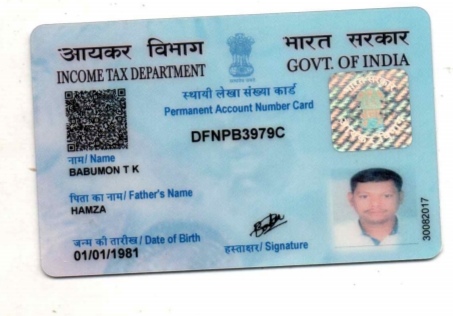 आयकर विभाग
INCOME TAX DEPARTMENT
भारत सरकार
GOVT. OF INDIA
स्थायी लेखा संख्या कार्ड
Permanent Account Number Card
DFNPB3979C
नाम/ Name
BABUMON T K
पिता का नाम/ Father's Name
HAMZA
जन्म की तारीख/ Date of Birth
01/01/1981
हस्ताक्षर/ Signature
30082017